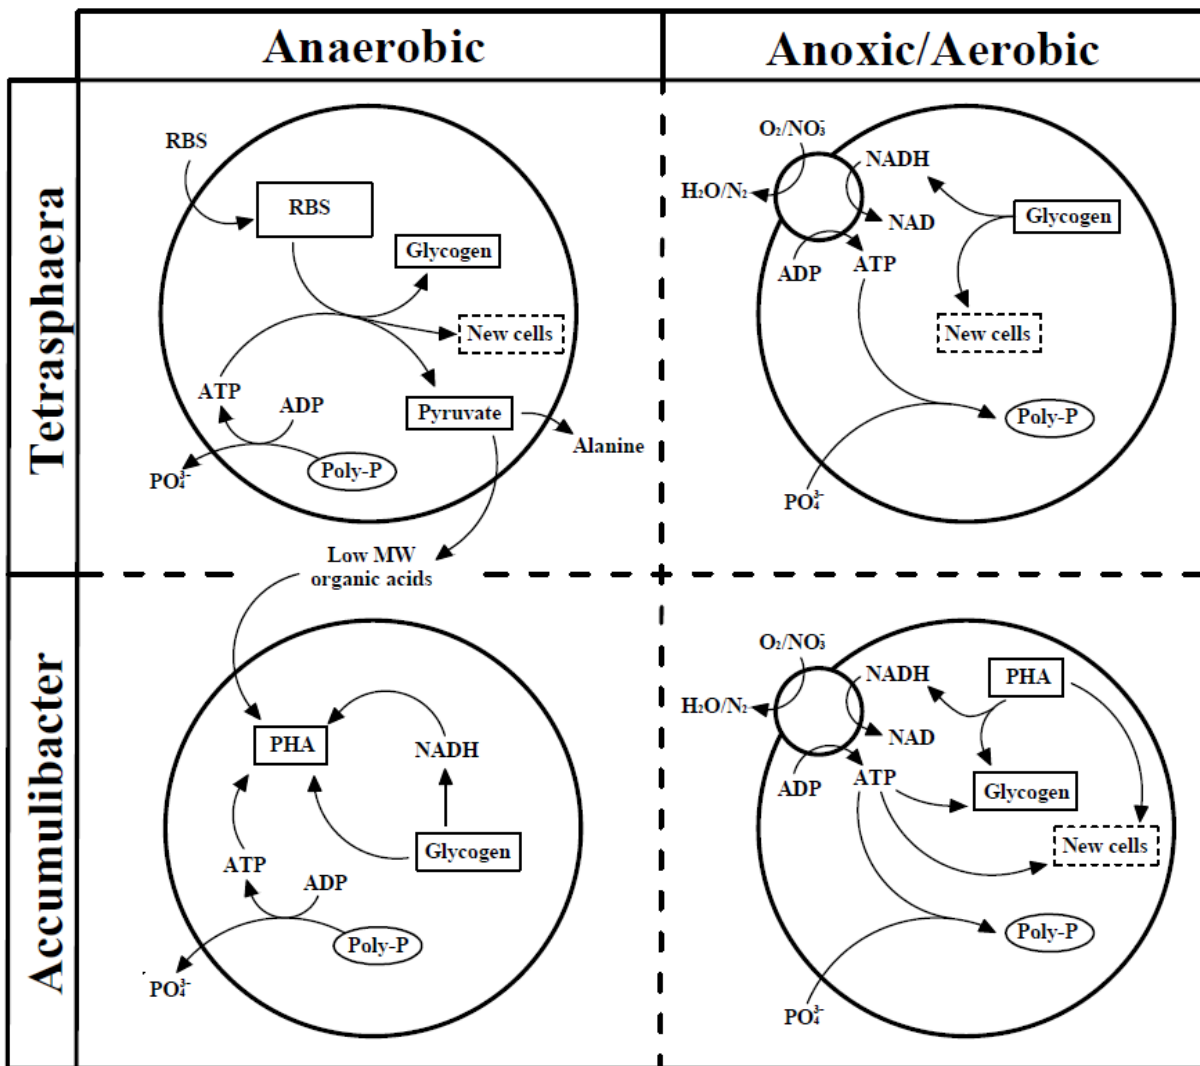 Anaerobic
Anoxic/Aerobic
Tetrasphaera
RBS
RBS
Glycogen
New cells
ATP
ADP
Pyruvate
Alanine
Poly-P
PO₄³⁻
Low MW
organic acids
O₂/NO₃⁻
NADH
H₂O/N₂
NAD
Glycogen
ADP
ATP
New cells
Poly-P
PO₄³⁻
Accumulibacter
PHA
NADH
Glycogen
ATP
ADP
Poly-P
PO₄³⁻
O₂/NO₃⁻
NADH
PHA
H₂O/N₂
NAD
ADP
ATP
Glycogen
New cells
Poly-P
PO₄³⁻